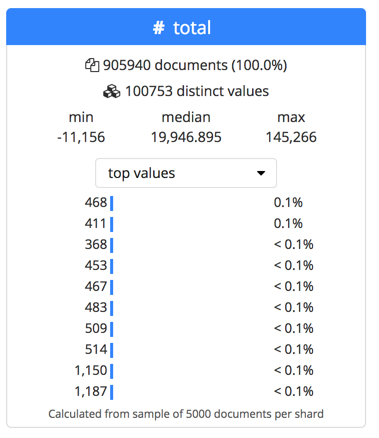 # total
905940 documents (100.0%)
100753 distinct values
min median max
-11,156 19,946.895 145,266
top values
468 0.1%
411 0.1%
368 < 0.1%
453 < 0.1%
467 < 0.1%
483 < 0.1%
509 < 0.1%
514 < 0.1%
1,150 < 0.1%
1,187 < 0.1%
Calculated from sample of 5000 documents per shard